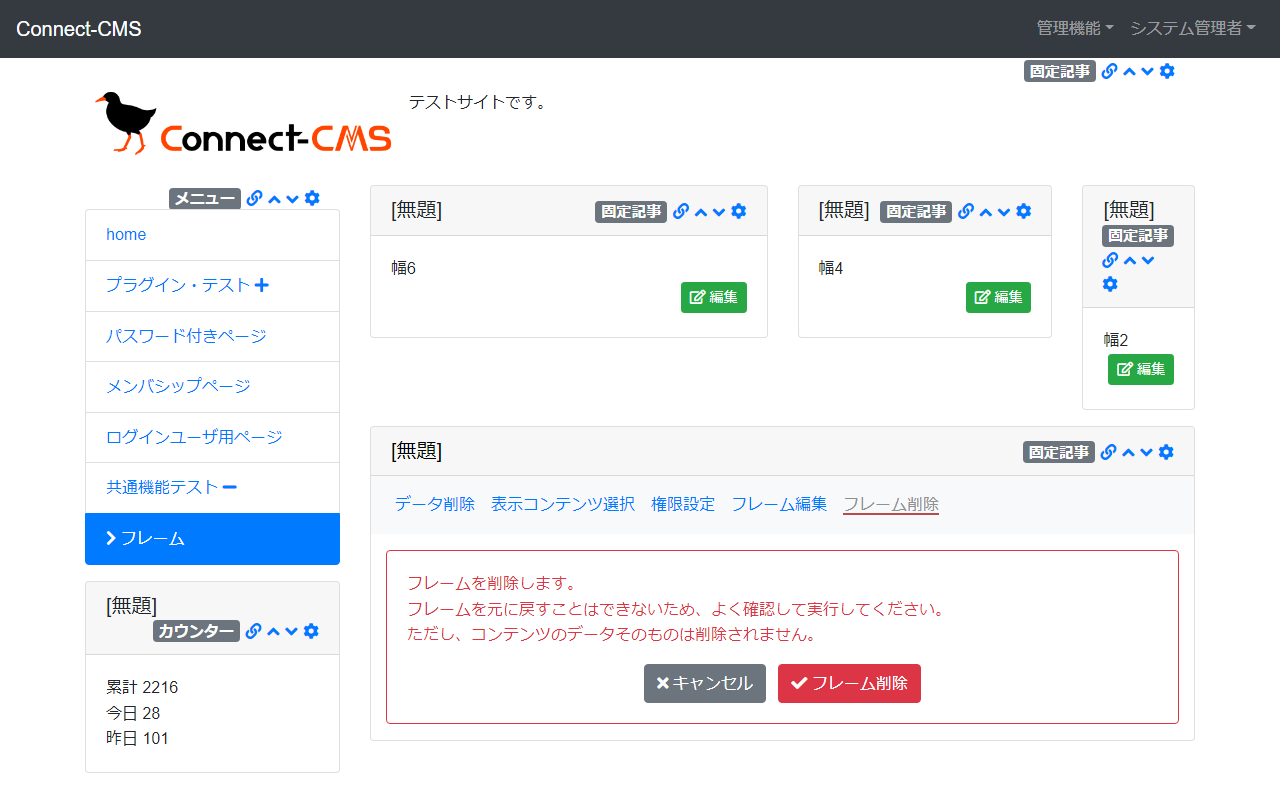 Connect-CMS
管理機能
システム管理者
固定記事
Connect-CMS
テストサイトです。
メニュー
home
プラグイン・テスト
パスワード付きページ
メンバシップページ
ログインユーザ用ページ
共通機能テスト
フレーム
[無題]
カウンター
累計 2216
今日 28
昨日 101
[無題]
固定記事
幅6
編集
[無題]
固定記事
幅4
編集
[無題]
固定記事
幅2
編集
[無題]
固定記事
データ削除 表示コンテンツ選択 権限設定 フレーム編集 フレーム削除
フレームを削除します。
フレームを元に戻すことはできないため、よく確認して実行してください。
ただし、コンテンツのデータそのものは削除されません。
キャンセル
フレーム削除